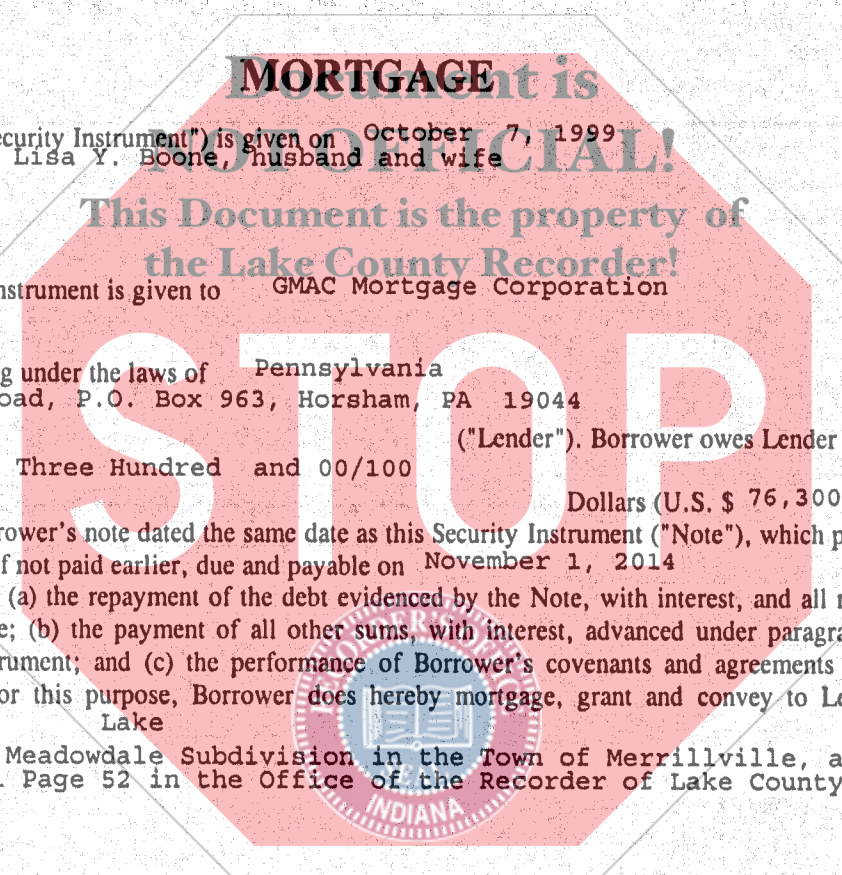 MORTGAGE
Document is
ecurity Instrument") is given on October 7, 1999
Lisa Y. Boone, husband and wife
NOT OFFICIAL!
This Document is the property of
the Lake County Recorder!
nstrument is given to GMAC Mortgage Corporation
g under the laws of Pennsylvania
oad, P.O. Box 963, Horsham, PA 19044
("Lender"). Borrower owes Lender
Three Hundred and 00/100
Dollars (U.S. $ 76,300
STOP
rower's note dated the same date as this Security Instrument ("Note"), which p
f not paid earlier, due and payable on November 1, 2014
(a) the repayment of the debt evidenced by the Note, with interest, and all
e; (b) the payment of all other sums, with interest, advanced under paragra
rument; and (c) the performance of Borrower's covenants and agreements
or this purpose, Borrower does hereby mortgage, grant and convey to Le
Lake
Meadowdale Subdivision in the Town of Merrillville, a
Page 52 in the Office of the Recorder of Lake County
RECORDER'S OFFICE
INDIANA